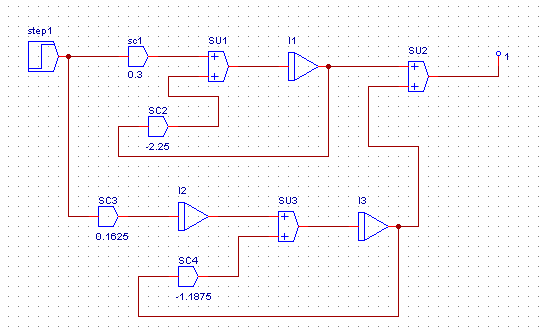 step1
sc1
0.3
SU1
+
+
I1
SU2
+
+
1
SC2
-2.25
SC3
0.1625
I2
SU3
+
+
I3
SC4
-1.1875